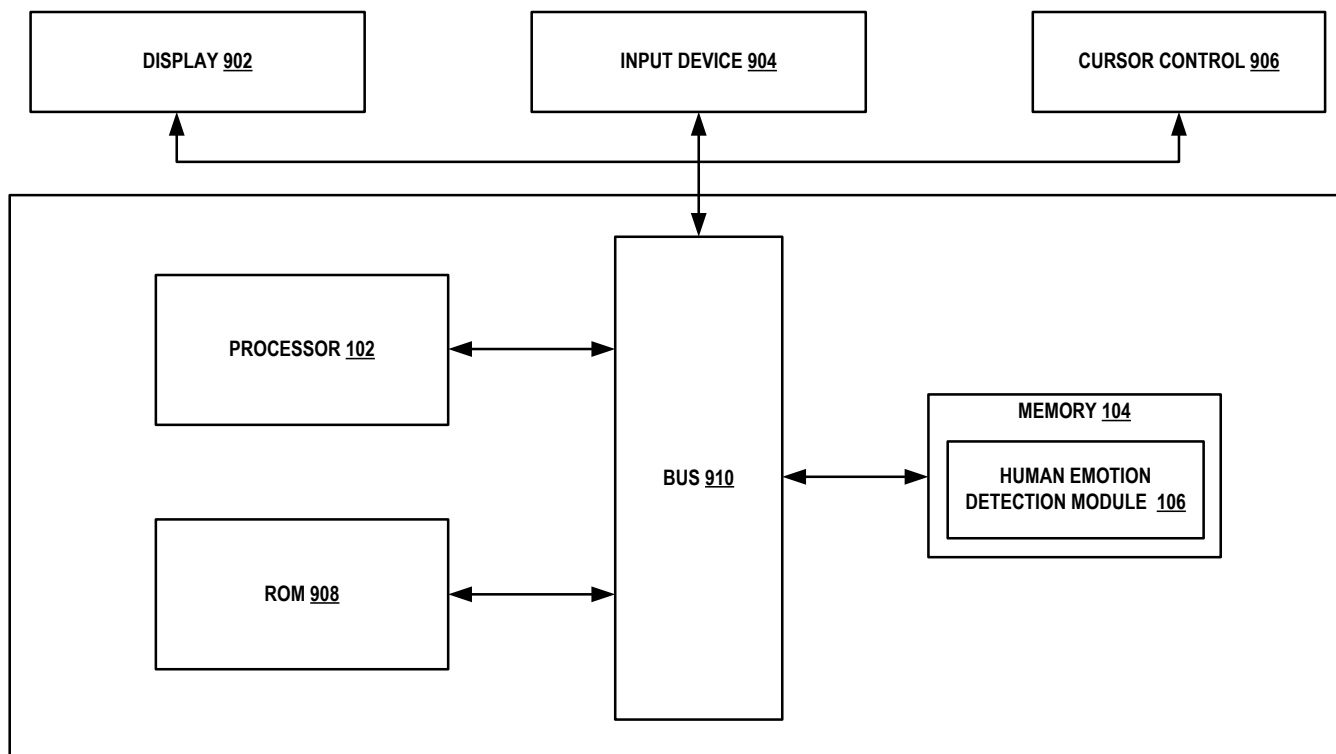 DISPLAY 902
INPUT DEVICE 904
CURSOR CONTROL 906
PROCESSOR 102
MEMORY 104
BUS 910
HUMAN EMOTION
DETECTION MODULE 106
ROM 908